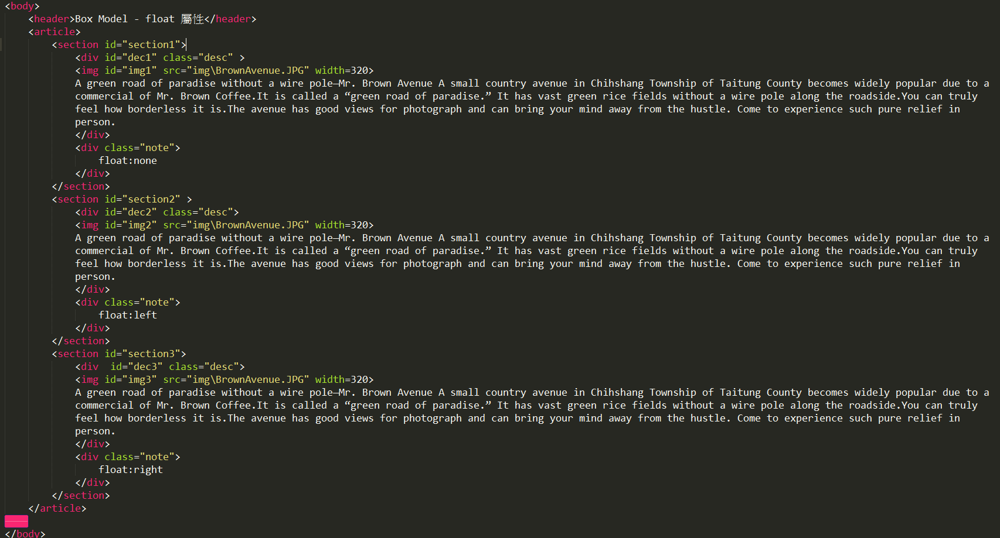 <body>
<header>Box Model - float 屬性</header>
<article>
<section id="section1">
<div id="dec1" class="desc" >
<img id="img1" src="img\BrownAvenue.JPG" width=320>
A green road of paradise without a wire pole—Mr. Brown Avenue A small country avenue in Chihshang Township of Taitung County becomes widely popular due to a
commercial of Mr. Brown Coffee.It is called a “green road of paradise.” It has vast green rice fields without a wire pole along the roadside.You can truly
feel how borderless it is.The avenue has good views for photograph and can bring your mind away from the hustle. Come to experience such pure relief in
person.
</div>
<div class="note">
float:none
</div>
</section>
<section id="section2" >
<div id="dec2" class="desc">
<img id="img2" src="img\BrownAvenue.JPG" width=320>
A green road of paradise without a wire pole—Mr. Brown Avenue A small country avenue in Chihshang Township of Taitung County becomes widely popular due to a
commercial of Mr. Brown Coffee.It is called a “green road of paradise.” It has vast green rice fields without a wire pole along the roadside.You can truly
feel how borderless it is.The avenue has good views for photograph and can bring your mind away from the hustle. Come to experience such pure relief in
person.
</div>
<div class="note">
float:left
</div>
</section>
<section id="section3">
<div  id="dec3" class="desc">
<img id="img3" src="img\BrownAvenue.JPG" width=320>
A green road of paradise without a wire pole—Mr. Brown Avenue A small country avenue in Chihshang Township of Taitung County becomes widely popular due to a
commercial of Mr. Brown Coffee.It is called a “green road of paradise.” It has vast green rice fields without a wire pole along the roadside.You can truly
feel how borderless it is.The avenue has good views for photograph and can bring your mind away from the hustle. Come to experience such pure relief in
person.
</div>
<div class="note">
float:right
</div>
</section>
</article>
</body>